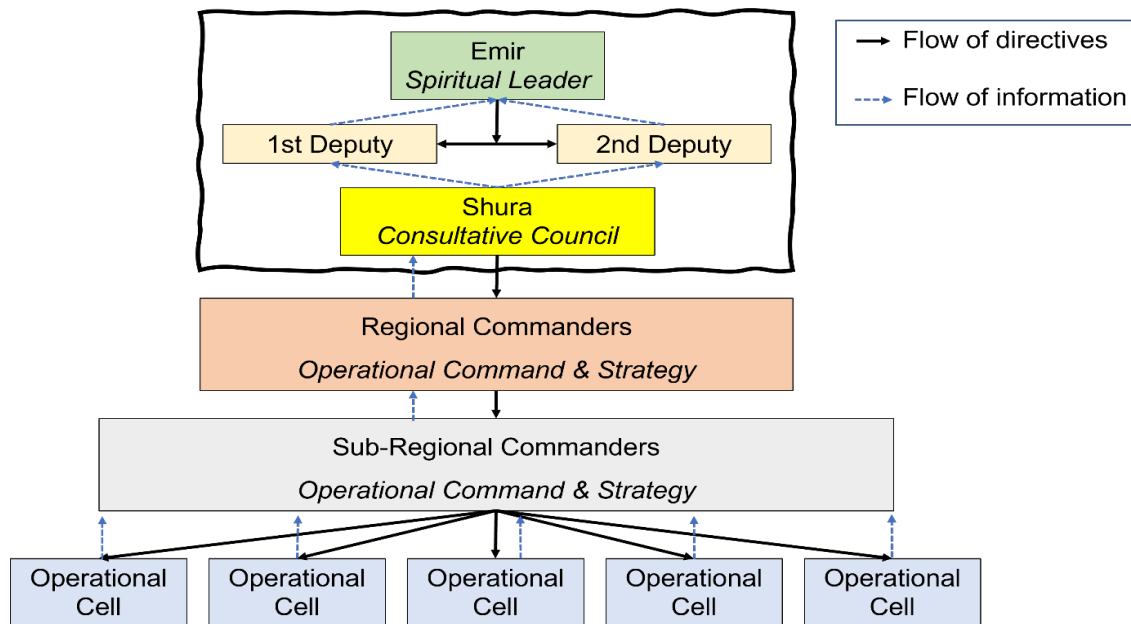 Emir
Spiritual Leader
Flow of directives
Flow of information
1st Deputy
2nd Deputy
Shura
Consultative Council
Regional Commanders
Operational Command & Strategy
Sub-Regional Commanders
Operational Command & Strategy
Operational
Cell
Operational
Cell
Operational
Cell
Operational
Cell
Operational
Cell